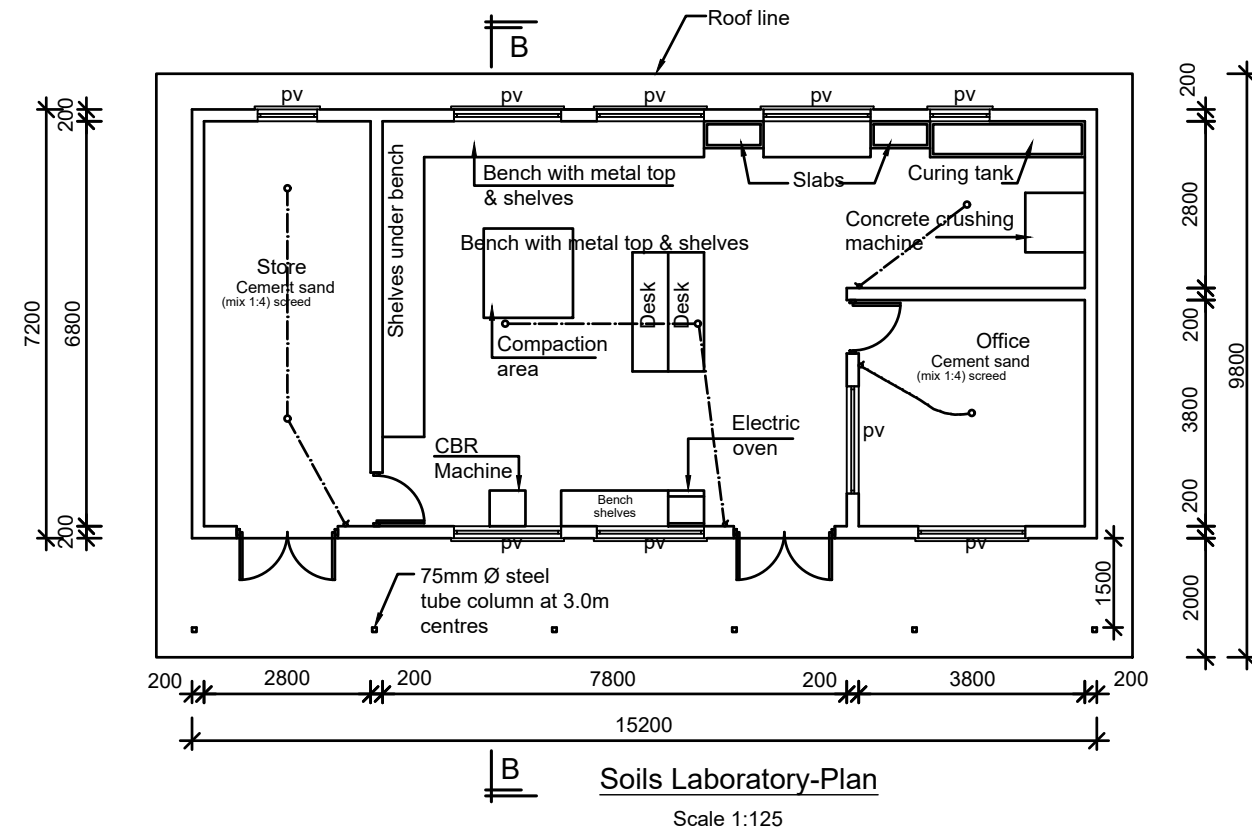 Roof line
B
pv
pv
pv
pv
pv
200
200
Bench with metal top
& shelves
Slabs
Curing tank
Shelves under bench
Concrete crushing
machine
2800
Bench with metal top & shelves
Store
Cement sand
(mix 1:4) screed
Desk
Desk
7200
6800
Compaction
area
Office
Cement sand
(mix 1:4) screed
200
9800
3800
pv
Electric
oven
CBR
Machine
Bench
shelves
200
200
pv
pv
pv
75mm Ø steel
tube column at 3.0m
centres
1500
2000
200
2800
200
7800
200
3800
200
15200
B
Soils Laboratory-Plan
Scale 1:125